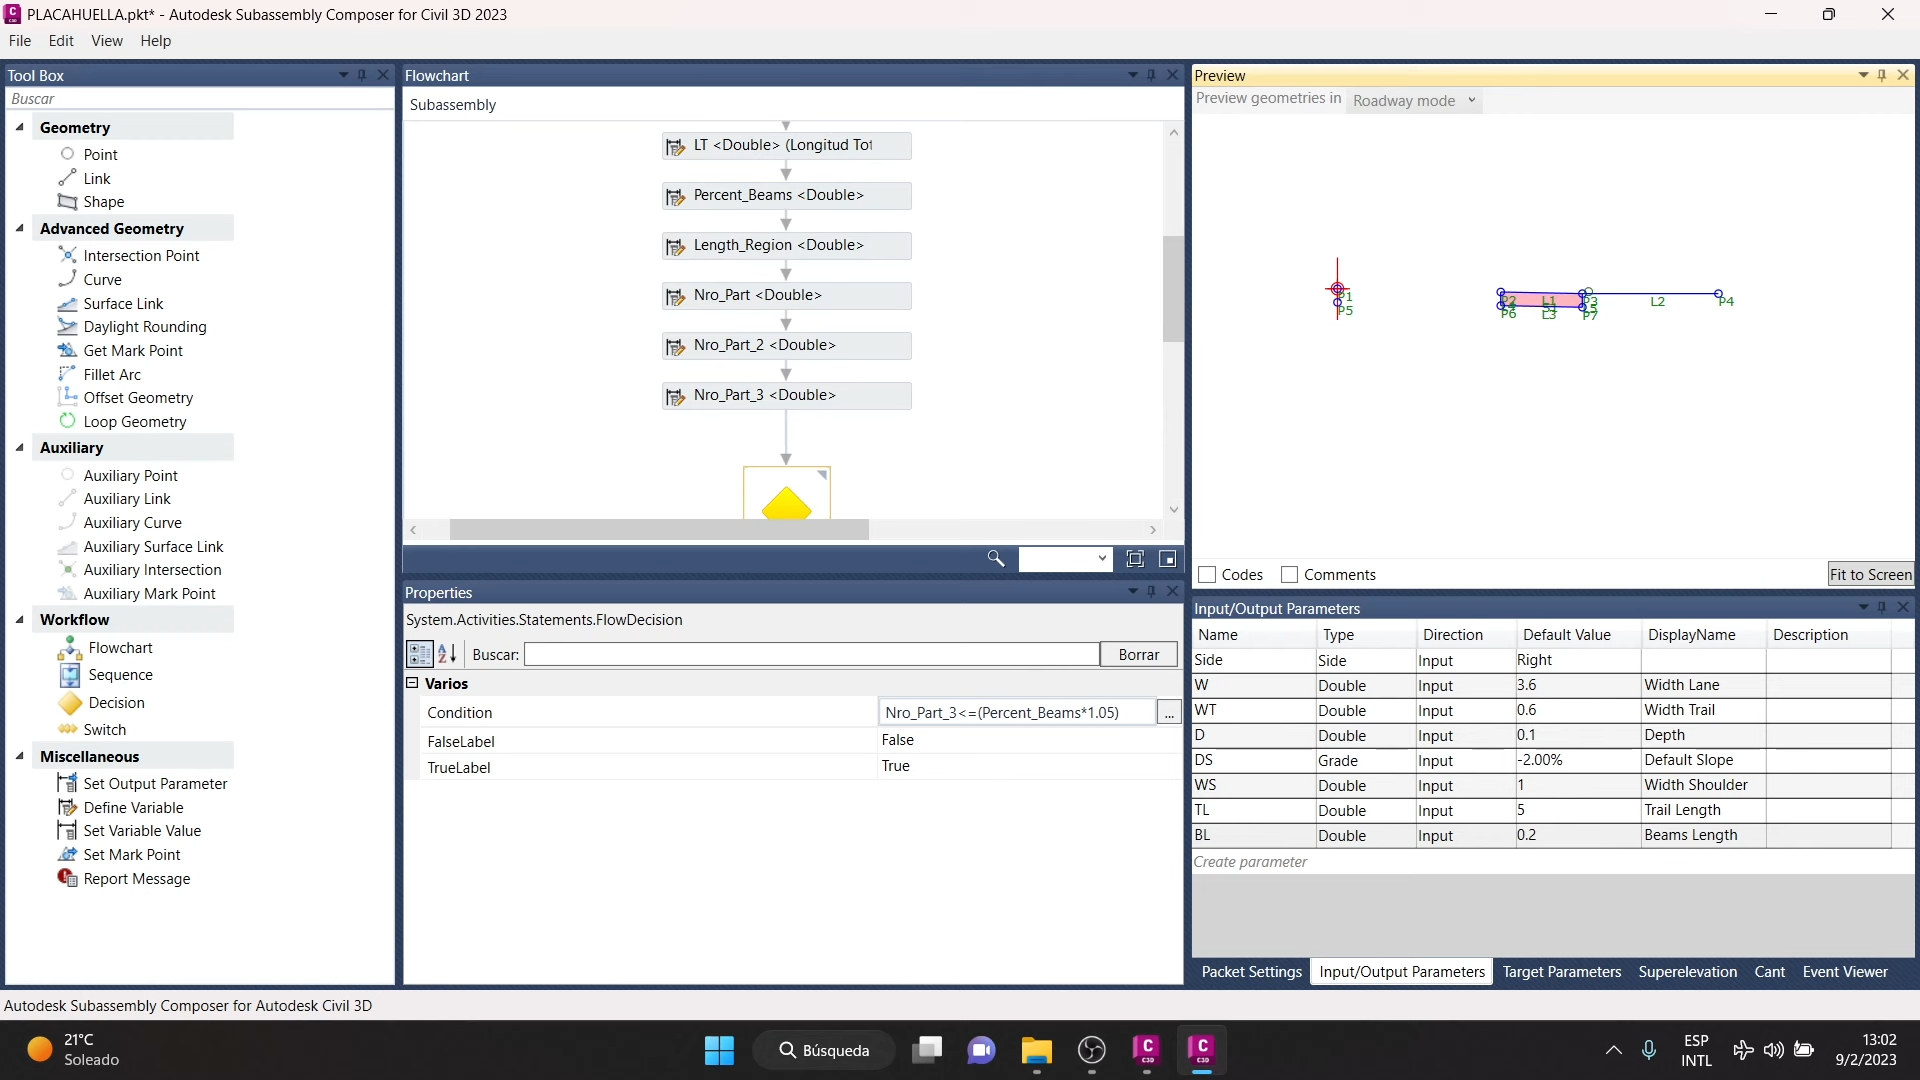 PLACAHUELLA.pkt* - Autodesk Subassembly Composer for Civil 3D 2023
File Edit View Help
Tool Box
Buscar
Geometry
Point
Link
Shape
Advanced Geometry
Intersection Point
Curve
Surface Link
Daylight Rounding
Get Mark Point
Fillet Arc
Offset Geometry
Loop Geometry
Auxiliary
Auxiliary Point
Auxiliary Link
Auxiliary Curve
Auxiliary Surface Link
Auxiliary Intersection
Auxiliary Mark Point
Workflow
Flowchart
Sequence
Decision
Switch
Miscellaneous
Set Output Parameter
Define Variable
Set Variable Value
Set Mark Point
Report Message
Flowchart
Subassembly
LT <Double> (Longitud Tot
Percent_Beams <Double>
Length_Region <Double>
Nro_Part <Double>
Nro_Part_2 <Double>
Nro_Part_3 <Double>
Properties
System.Activities.Statements.FlowDecision
Buscar: Borrar
Varios
Condition Nro_Part_3<=(Percent_Beams*1.05) ...
FalseLabel False
TrueLabel True
Preview
Preview geometries in Roadway mode
P1
P5
P2 L1 P3 L2 P4
P6 L3 P7
Codes Comments Fit to Screen
Input/Output Parameters
Name Type Direction Default Value DisplayName Description
Side Side Input Right
W Double Input 3.6 Width Lane
WT Double Input 0.6 Width Trail
D Double Input 0.1 Depth
DS Grade Input -2.00% Default Slope
WS Double Input 1 Width Shoulder
TL Double Input 5 Trail Length
BL Double Input 0.2 Beams Length
Create parameter
Packet Settings Input/Output Parameters Target Parameters Superelevation Cant Event Viewer
Autodesk Subassembly Composer for Autodesk Civil 3D
21°C
Soleado
Búsqueda
ESP
INTL
13:02
9/2/2023